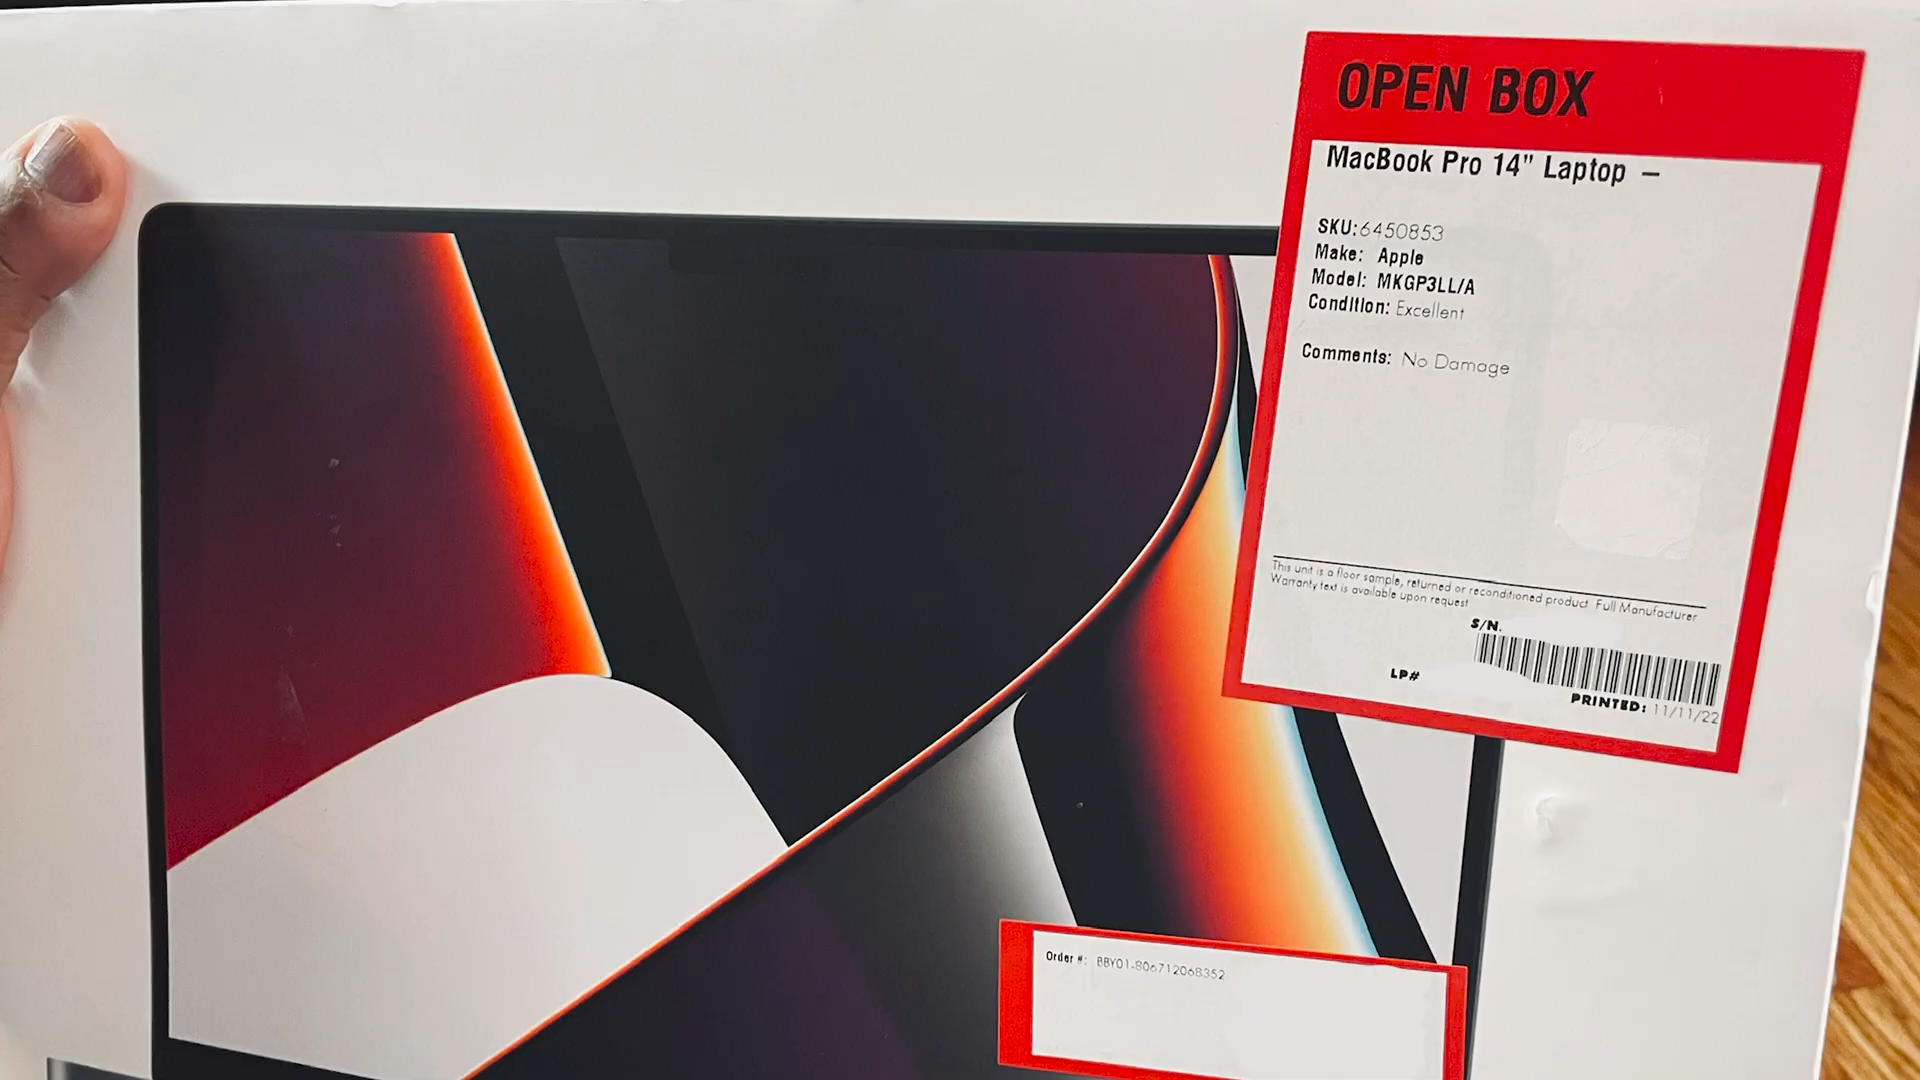 OPEN BOX
MacBook Pro 14" Laptop –
SKU:6450853
Make: Apple
Model: MKGP3LL/A
Condition: Excellent
Comments: No Damage
This unit is a floor sample, returned or reconditioned product Full Manufacturer
Warranty text is available upon request
S/N.
LP#
PRINTED: 11/11/22
Order #: BBY01-806712068352